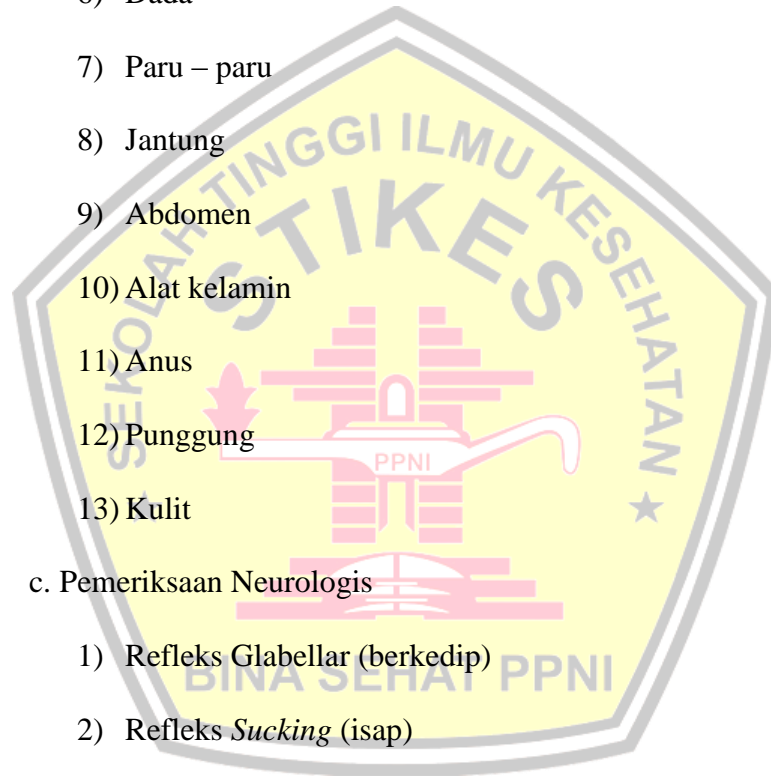 6) Dada
7) Paru – paru
8) Jantung
9) Abdomen
10) Alat kelamin
11) Anus
12) Punggung
13) Kulit
c. Pemeriksaan Neurologis
1) Refleks Glabellar (berkedip)
2) Refleks Sucking (isap)
SEKOLAH TINGGI ILMU KESEHATAN
STIKES
PPNI
BINA SEHAT PPNI